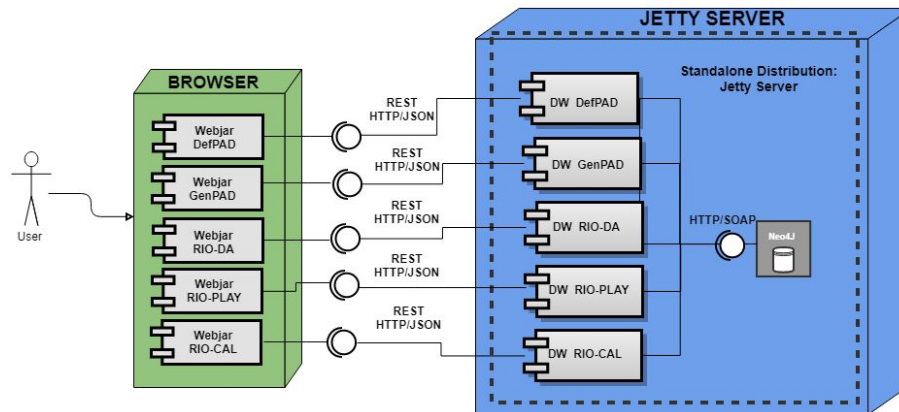 JETTY SERVER
BROWSER
Standalone Distribution:
Jetty Server
User
Webjar
DefPAD
REST
HTTP/JSON
DW DefPAD
Webjar
GenPAD
REST
HTTP/JSON
DW GenPAD
Webjar
RIO-DA
REST
HTTP/JSON
DW RIO-DA
HTTP/SOAP
Neo4J
Webjar
RIO-PLAY
REST
HTTP/JSON
DW RIO-PLAY
Webjar
RIO-CAL
REST
HTTP/JSON
DW RIO-CAL